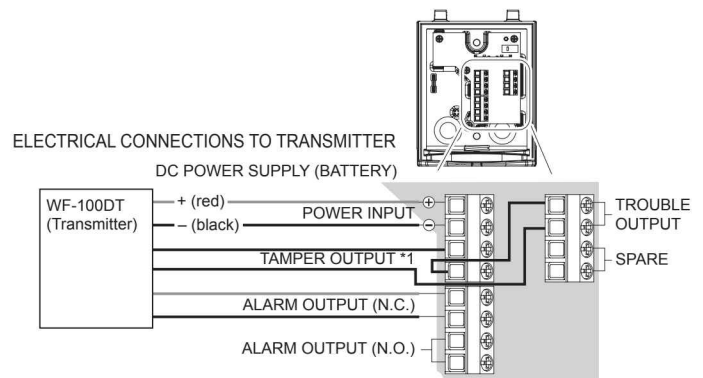 ELECTRICAL CONNECTIONS TO TRANSMITTER
DC POWER SUPPLY (BATTERY)
WF-100DT
(Transmitter)
+ (red)
– (black)
POWER INPUT
+
–
TAMPER OUTPUT *1
ALARM OUTPUT (N.C.)
ALARM OUTPUT (N.O.)
TROUBLE
OUTPUT
SPARE